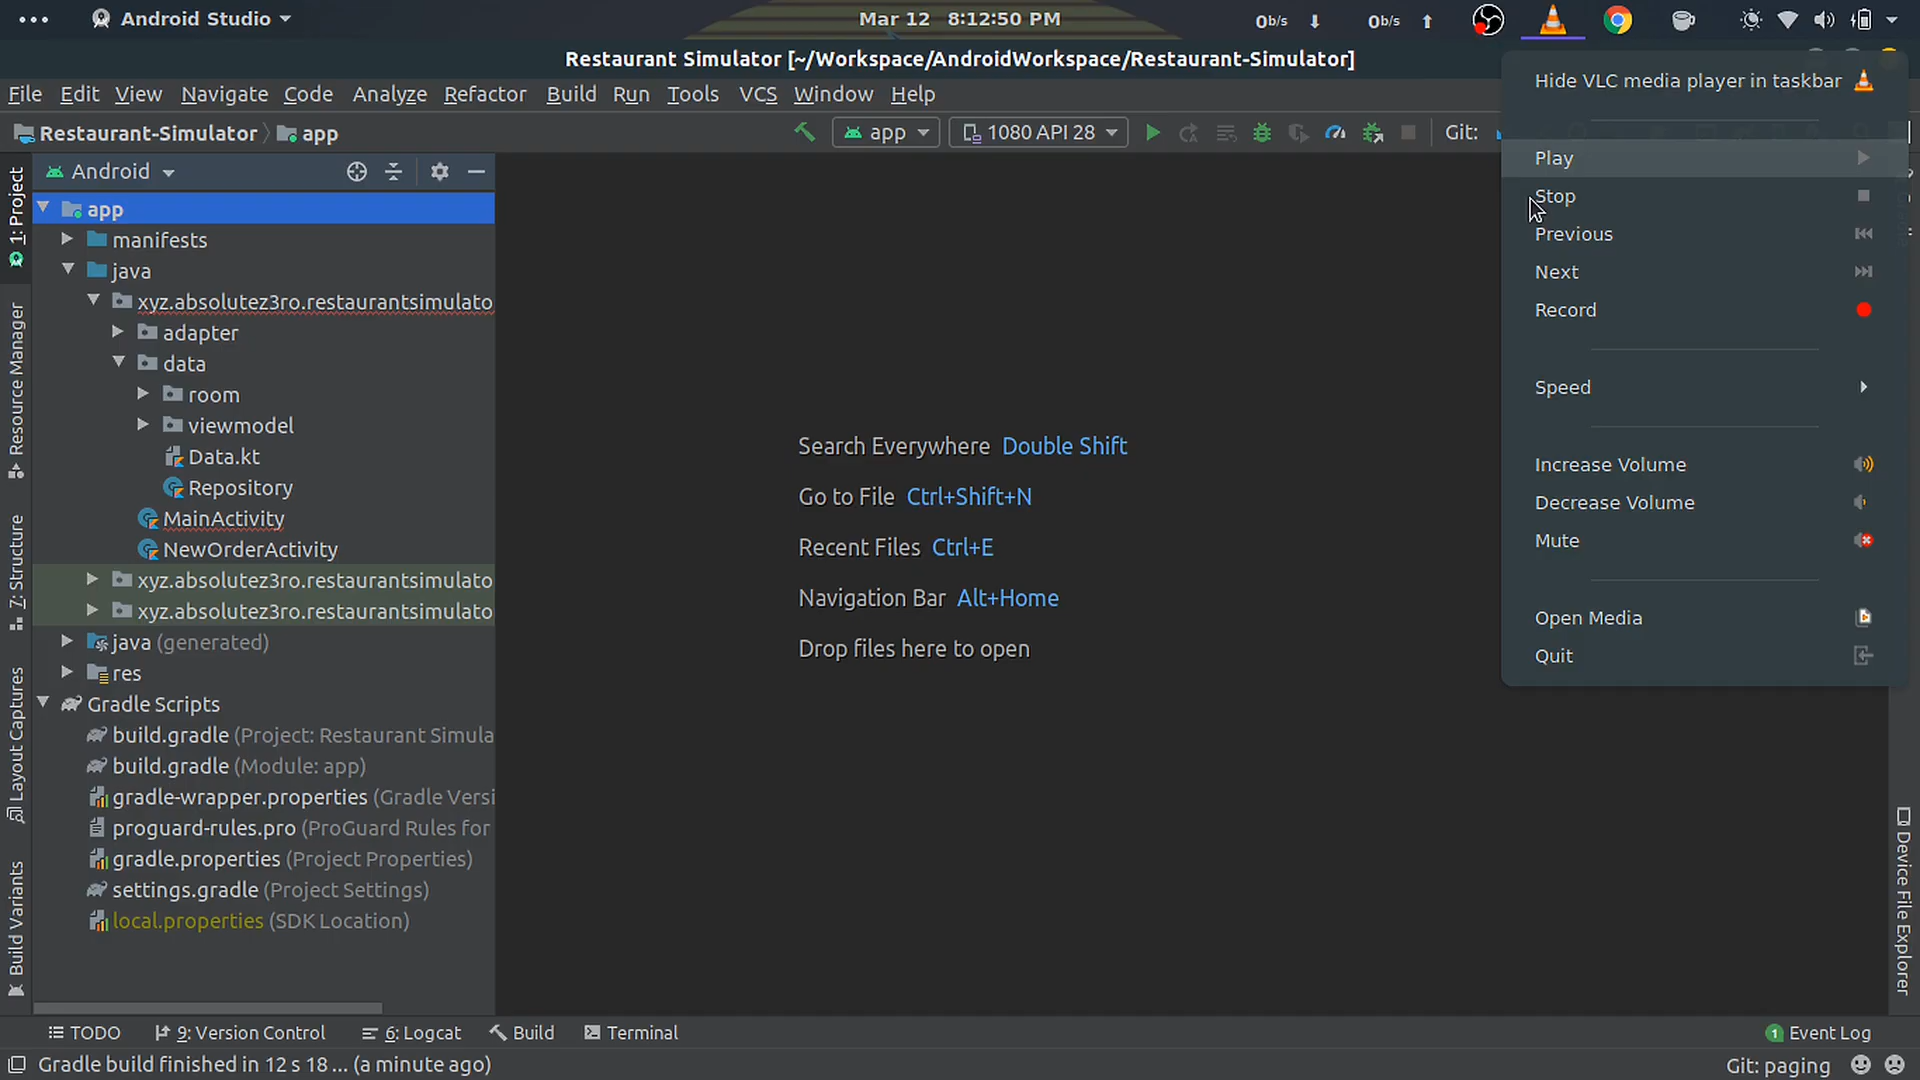 Android Studio
Mar 12 8:12:50 PM
0b/s
0b/s
Restaurant Simulator [~/Workspace/AndroidWorkspace/Restaurant-Simulator]
File Edit View Navigate Code Analyze Refactor Build Run Tools VCS Window Help
Restaurant-Simulator app
app
1080 API 28
Git:
Android
app
manifests
java
xyz.absolutez3ro.restaurantsimulato
adapter
data
room
viewmodel
Data.kt
Repository
MainActivity
NewOrderActivity
xyz.absolutez3ro.restaurantsimulato
xyz.absolutez3ro.restaurantsimulato
java (generated)
res
Gradle Scripts
build.gradle (Project: Restaurant Simula
build.gradle (Module: app)
gradle-wrapper.properties (Gradle Versi
proguard-rules.pro (ProGuard Rules for
gradle.properties (Project Properties)
settings.gradle (Project Settings)
local.properties (SDK Location)
1: Project
Resource Manager
7: Structure
Layout Captures
Build Variants
Search Everywhere Double Shift
Go to File Ctrl+Shift+N
Recent Files Ctrl+E
Navigation Bar Alt+Home
Drop files here to open
Hide VLC media player in taskbar
Play
Stop
Previous
Next
Record
Speed
Increase Volume
Decrease Volume
Mute
Open Media
Quit
Device File Explorer
TODO
9: Version Control
6: Logcat
Build
Terminal
1 Event Log
Gradle build finished in 12 s 18 ... (a minute ago)
Git: paging